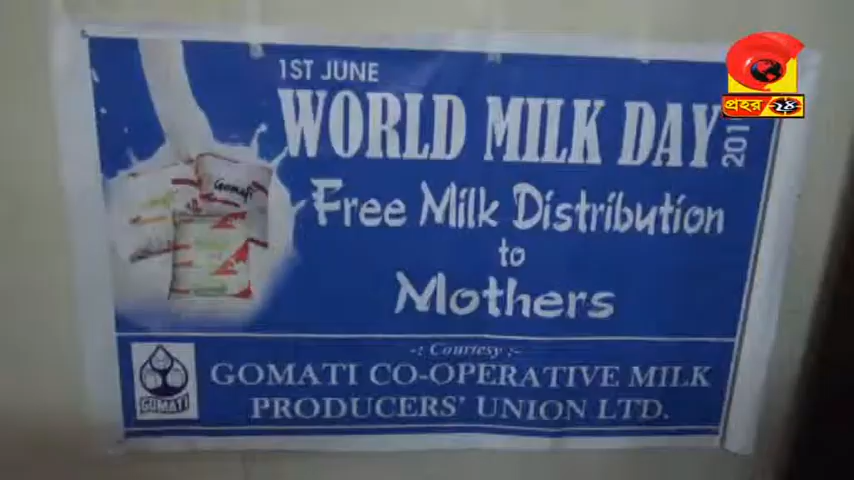 1ST JUNE
WORLD MILK DAY
Free Milk Distribution
to
Mothers
-: Courtesy :-
GOMATI CO-OPERATIVE MILK
PRODUCERS' UNION LTD.
GOMATI
Gomati
প্রহর ২৪